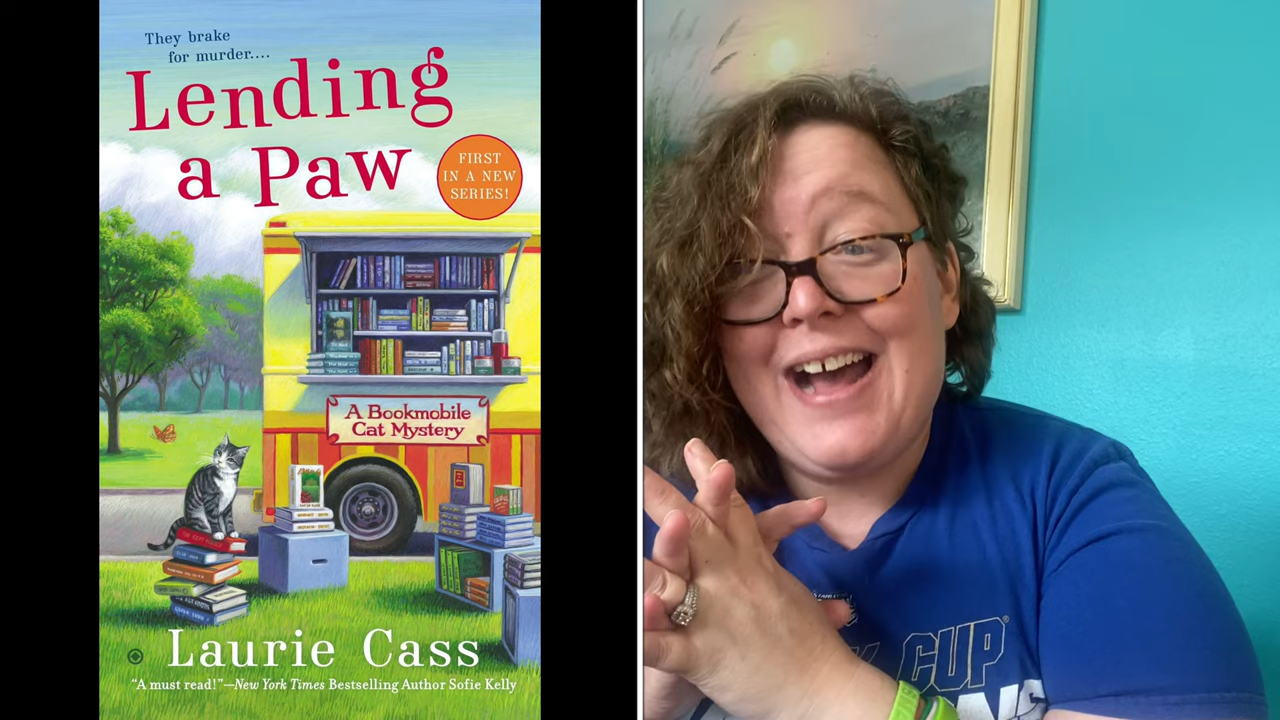 They brake
for murder....
Lending
a Paw
FIRST
IN A NEW
SERIES!
A Bookmobile
Cat Mystery
Laurie Cass
"A must read!"—New York Times Bestselling Author Sofie Kelly
CUP